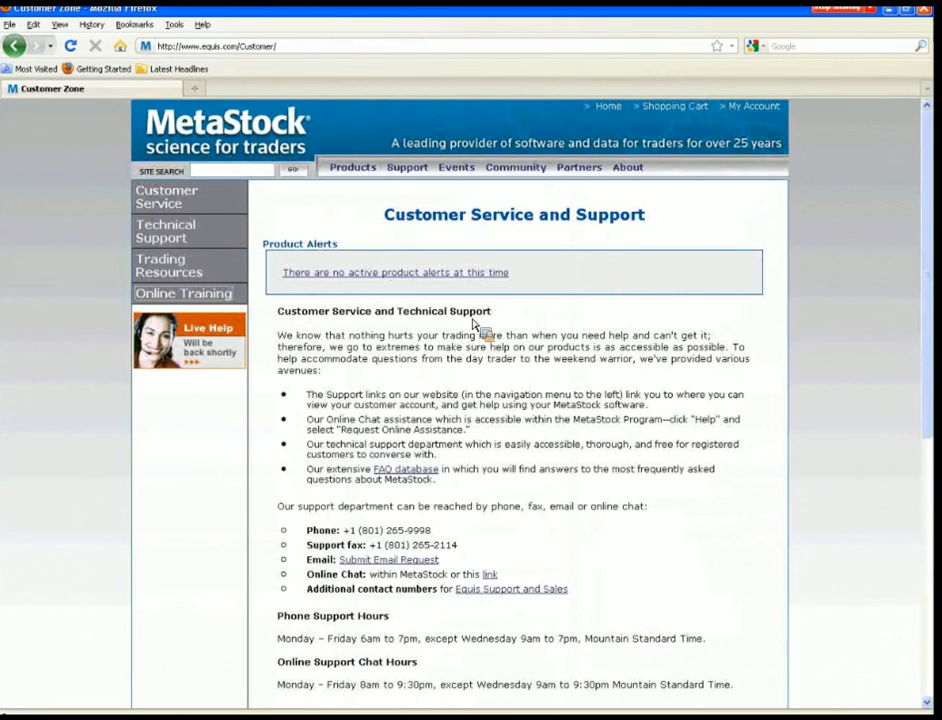 Customer Zone - Mozilla Firefox
Stop Sharing
File Edit View History Bookmarks Tools Help
http://www.equis.com/Customer/
Google
Most Visited Getting Started Latest Headlines
M Customer Zone
> Home > Shopping Cart > My Account
MetaStock®
science for traders
A leading provider of software and data for traders for over 25 years
SITE SEARCH GO!
Products Support Events Community Partners About
Customer
Service
Technical
Support
Trading
Resources
Online Training
Live Help
Will be
back shortly
Customer Service and Support
Product Alerts
There are no active product alerts at this time
Customer Service and Technical Support
We know that nothing hurts your trading more than when you need help and can't get it;
therefore, we go to extremes to make sure help on our products is as accessible as possible. To
help accommodate questions from the day trader to the weekend warrior, we've provided various
avenues:
The Support links on our website (in the navigation menu to the left) link you to where you can
view your customer account, and get help using your MetaStock software.
Our Online Chat assistance which is accessible within the MetaStock Program--click "Help" and
select "Request Online Assistance."
Our technical support department which is easily accessible, thorough, and free for registered
customers to converse with.
Our extensive FAQ database in which you will find answers to the most frequently asked
questions about MetaStock.
Our support department can be reached by phone, fax, email or online chat:
Phone: +1 (801) 265-9998
Support fax: +1 (801) 265-2114
Email: Submit Email Request
Online Chat: within MetaStock or this link
Additional contact numbers for Equis Support and Sales
Phone Support Hours
Monday – Friday 6am to 7pm, except Wednesday 9am to 7pm, Mountain Standard Time.
Online Support Chat Hours
Monday – Friday 8am to 9:30pm, except Wednesday 9am to 9:30pm Mountain Standard Time.